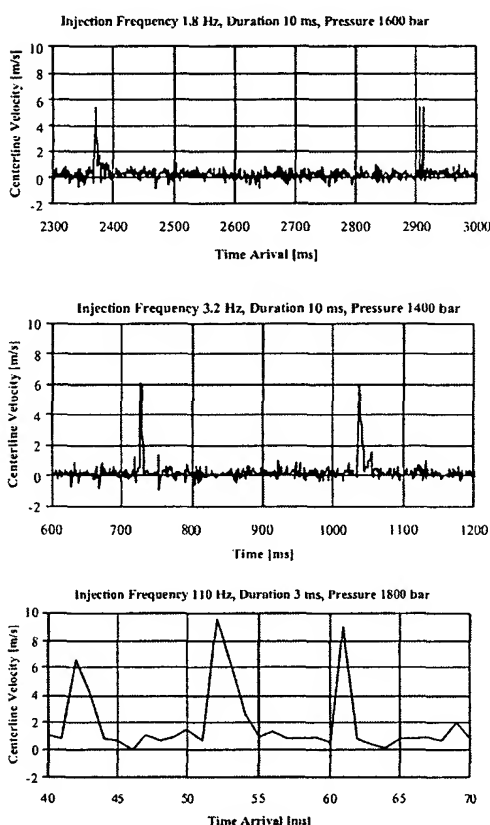 Injection Frequency 1.8 Hz, Duration 10 ms, Pressure 1600 bar
Centerline Velocity [m/s]
10
8
6
4
2
0
-2
2300 2400 2500 2600 2700 2800 2900 3000
Time Arival [ms]
Injection Frequency 3.2 Hz, Duration 10 ms, Pressure 1400 bar
Centerline Velocity [m/s]
10
8
6
4
2
0
-2
600 700 800 900 1000 1100 1200
Time [ms]
Injection Frequency 110 Hz, Duration 3 ms, Pressure 1800 bar
Centerline Velocity [m/s]
10
8
6
4
2
0
-2
40 45 50 55 60 65 70
Time Arrival [ms]